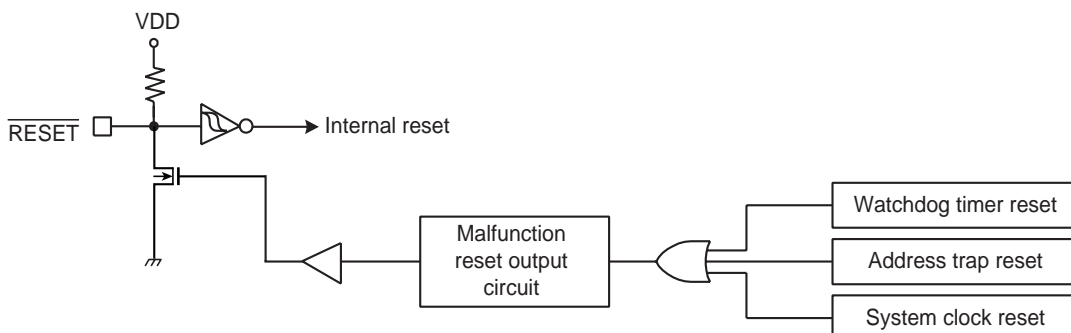 VDD
RESET
Internal reset
Malfunction
reset output
circuit
Watchdog timer reset
Address trap reset
System clock reset